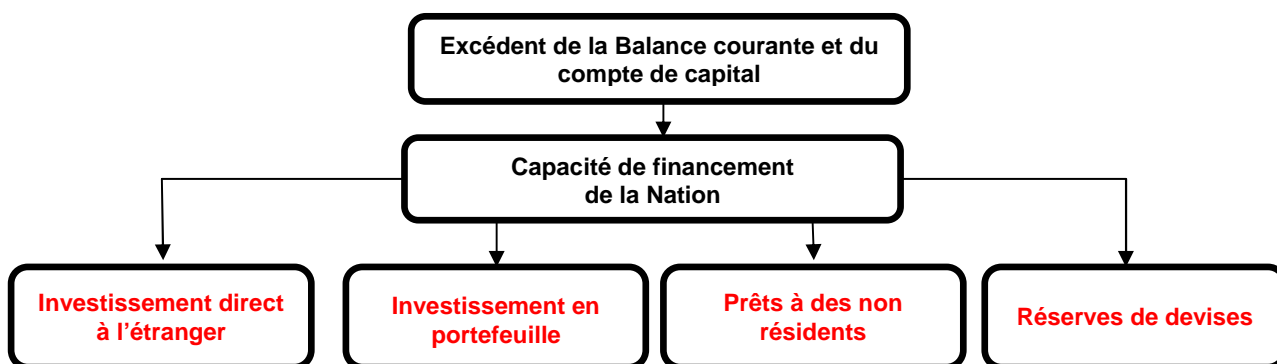 Excédent de la Balance courante et du
compte de capital
Capacité de financement
de la Nation
Investissement direct
à l’étranger
Investissement en
portefeuille
Prêts à des non
résidents
Réserves de devises